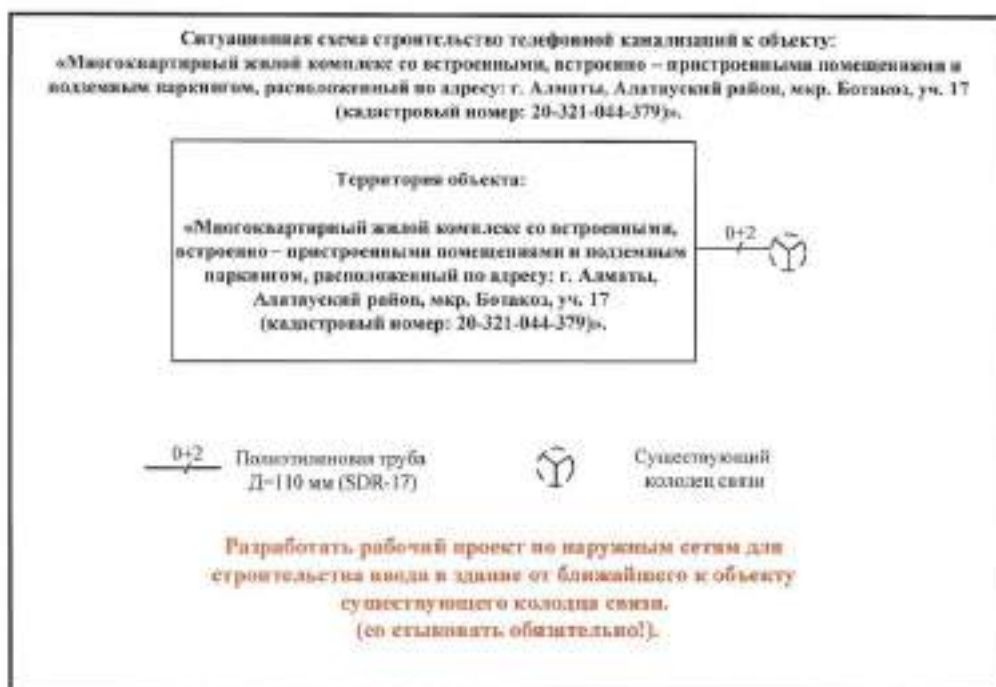 Ситуационная схема строительство телефонной канализаций к объекту:
«Многоквартирный жилой комплекс со встроенными, встроенно – пристроенными помещениями и
подземным паркингом, расположенный по адресу: г. Алматы, Алатауский район, мкр. Ботакоз, уч. 17
(кадастровый номер: 20-321-044-379)».
Территория объекта:
«Многоквартирный жилой комплекс со встроенными,
встроенно – пристроенными помещениями и подземным
паркингом, расположенный по адресу: г. Алматы,
Алатауский район, мкр. Ботакоз, уч. 17
(кадастровый номер: 20-321-044-379)».
0+2
0+2
Полиэтиленовая труба
Д=110 мм (SDR-17)
Существующий
колодец связи
Разработать рабочий проект по наружным сетям для
строительства ввода в здание от ближайшего к объекту
существующего колодца связи.
(со стыковать обязательно!).